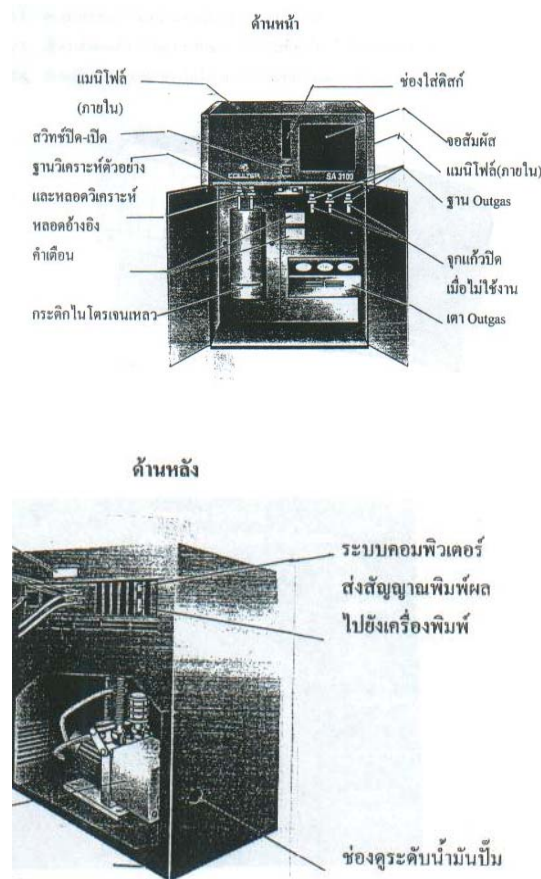 ด้านหน้า
แมนิโฟล์
(ภายใน)
สวิทช์ปิด-เปิด
ฐานวิเคราะห์ตัวอย่าง
และหลอดวิเคราะห์
หลอดอ้างอิง
คำเตือน
กระติกไนโตรเจนเหลว
ช่องใส่ดิสก์
จอสัมผัส
แมนิโฟล์(ภายใน)
ฐาน Outgas
จุกแก้วปิด
เมื่อไม่ใช้งาน
เตา Outgas
COULTER
SA 3100
ด้านหลัง
ระบบคอมพิวเตอร์
ส่งสัญญาณพิมพ์ผล
ไปยังเครื่องพิมพ์
ช่องดูระดับน้ำมันปั๊ม